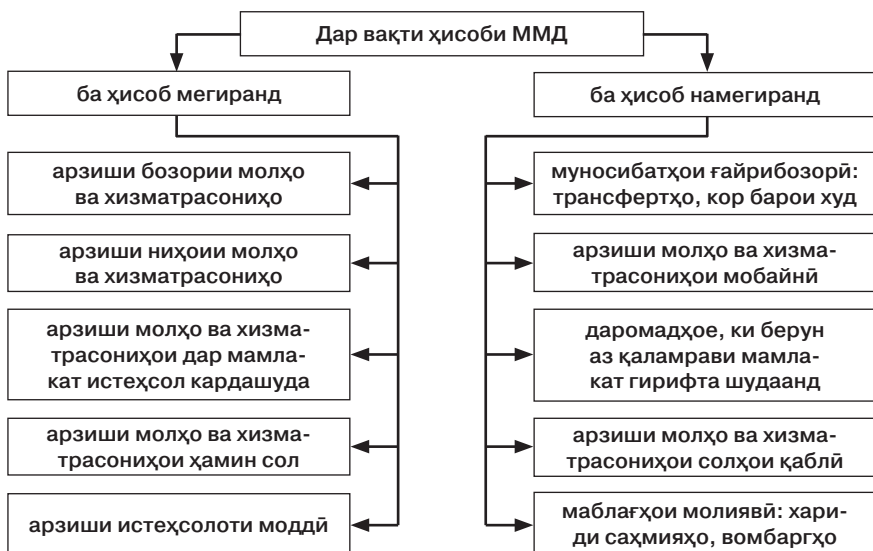 Дар вақти ҳисоби ММД
ба ҳисоб мегиранд
ба ҳисоб намегиранд
арзиши бозории молҳо
ва хизматрасониҳо
муносибатҳои ғайрибозорӣ:
трансфертҳо, кор барои худ
арзиши ниҳоии молҳо
ва хизматрасониҳо
арзиши молҳо ва хизма-
трасониҳои мобайнӣ
арзиши молҳо ва хизма-
трасониҳои дар мамла-
кат истеҳсол кардашуда
даромадҳое, ки берун
аз қаламрави мамла-
кат гирифта шудаанд
арзиши молҳо ва хизма-
трасониҳои ҳамин сол
арзиши молҳо ва хизма-
трасониҳои солҳои қаблӣ
арзиши истеҳсолоти моддӣ
маблағҳои молиявӣ: хари-
ди саҳмияҳо, вомбаргҳо